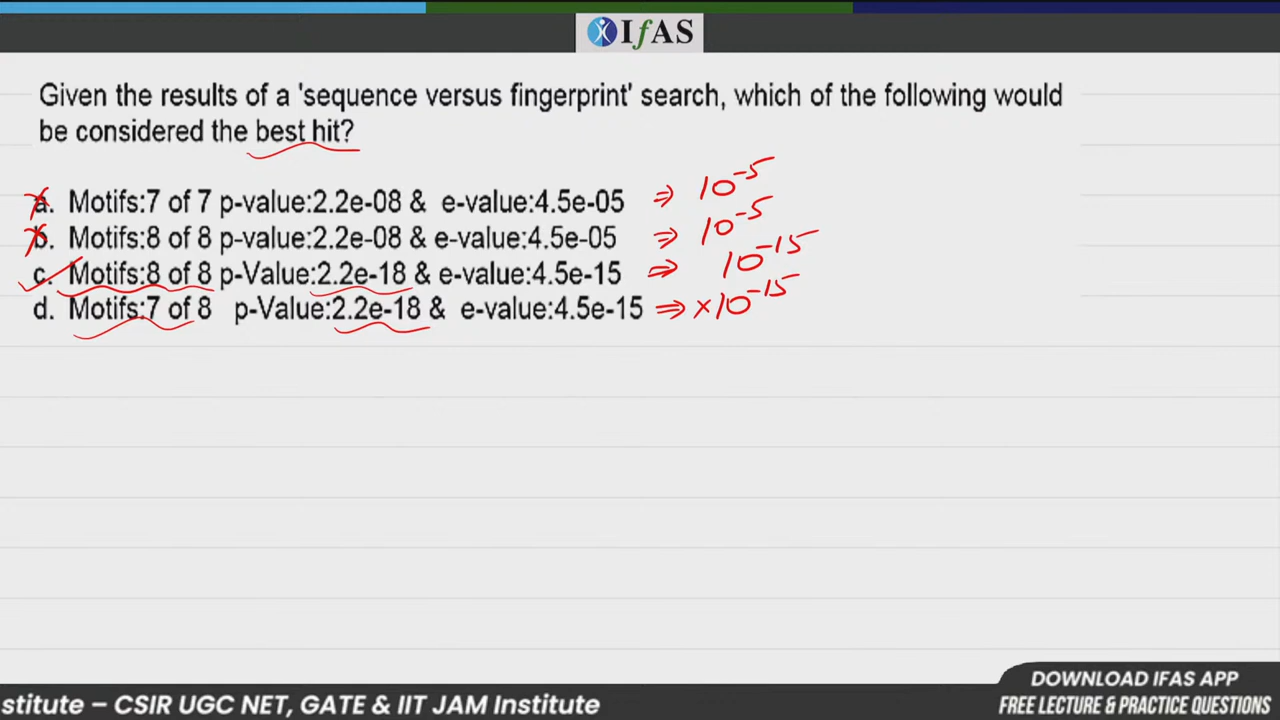 IfAS
Given the results of a 'sequence versus fingerprint' search, which of the following would
be considered the best hit?
a. Motifs:7 of 7 p-value:2.2e-08 & e-value:4.5e-05 ⇒ 10⁻⁵
b. Motifs:8 of 8 p-value:2.2e-08 & e-value:4.5e-05 ⇒ 10⁻⁵
c. Motifs:8 of 8 p-Value:2.2e-18 & e-value:4.5e-15 ⇒ 10⁻¹⁵
d. Motifs:7 of 8 p-Value:2.2e-18 & e-value:4.5e-15 ⇒ ×10⁻¹⁵
DOWNLOAD IFAS APP
stitute – CSIR UGC NET, GATE & IIT JAM Institute
FREE LECTURE & PRACTICE QUESTIONS